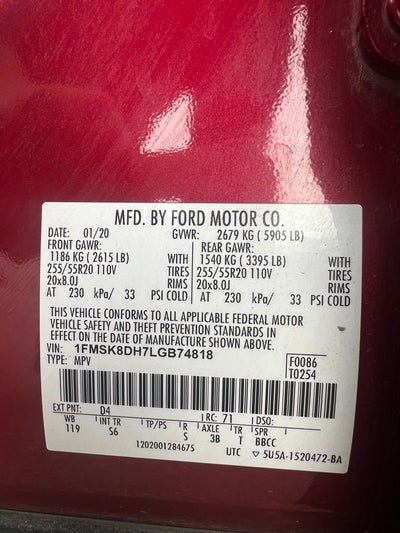 MFD. BY FORD MOTOR CO.
DATE: 01/20 GVWR: 2679 KG ( 5905 LB)
FRONT GAWR: REAR GAWR:
1186 KG ( 2615 LB) WITH 1540 KG ( 3395 LB) WITH
255/55R20 110V TIRES 255/55R20 110V TIRES
20x8.0J RIMS 20x8.0J RIMS
AT 230 kPa/ 33 PSI COLD AT 230 kPa/ 33 PSI COLD
THIS VEHICLE CONFORMS TO ALL APPLICABLE FEDERAL MOTOR
VEHICLE SAFETY AND THEFT PREVENTION STANDARDS IN
EFFECT ON THE DATE OF MANUFACTURE SHOWN ABOVE.
VIN: 1FMSK8DH7LGB74818 F0086
TYPE: MPV T0254
EXT PNT: D4 RC: 71 DSO:
WB INT TR TP/PS R AXLE TR SPR
119 S6 S 3B T BBCC
1202001284675 UTC ▽ 5U5A-1520472-BA